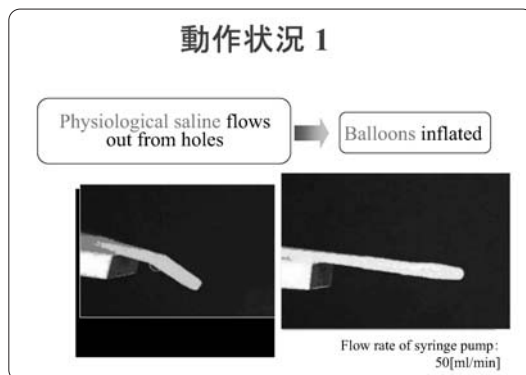 動作状況 1
Physiological saline flows
out from holes
Balloons inflated
Flow rate of syringe pump:
50[ml/min]